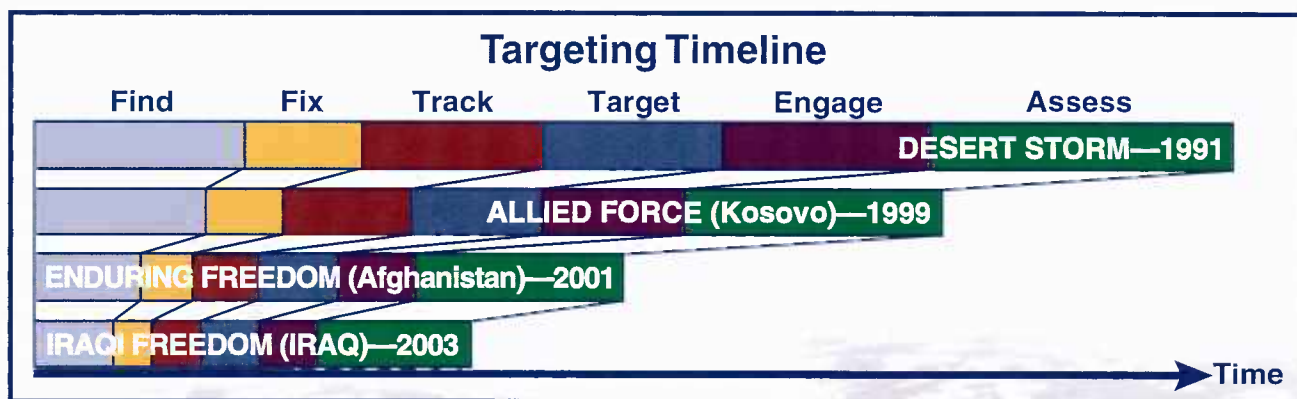 Targeting Timeline
Find Fix Track Target Engage Assess
DESERT STORM—1991
ALLIED FORCE (Kosovo)—1999
ENDURING FREEDOM (Afghanistan)—2001
IRAQI FREEDOM (IRAQ)—2003
Time